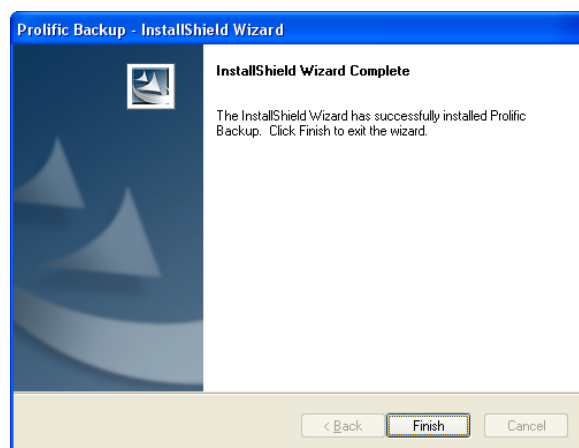 Prolific Backup - InstallShield Wizard
InstallShield Wizard Complete
The InstallShield Wizard has successfully installed Prolific
Backup. Click Finish to exit the wizard.
< Back Finish Cancel